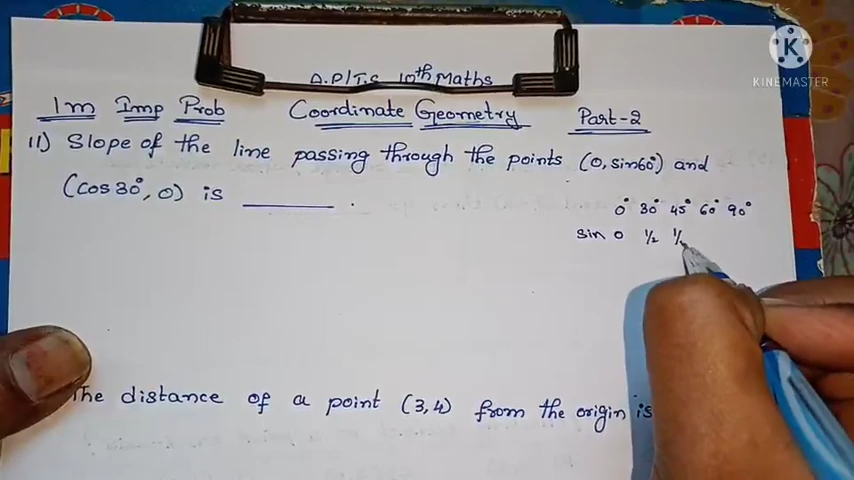 K
KINEMASTER
A.P/T.S 10th Maths
1m Imp Prob Coordinate Geometry Part-2
11) Slope of the line passing through the points (0, sin60°) and
(cos30°, 0) is ________ .
0° 30° 45° 60° 90°
sin 0 1/2 1/
The distance of a point (3,4) from the origin is